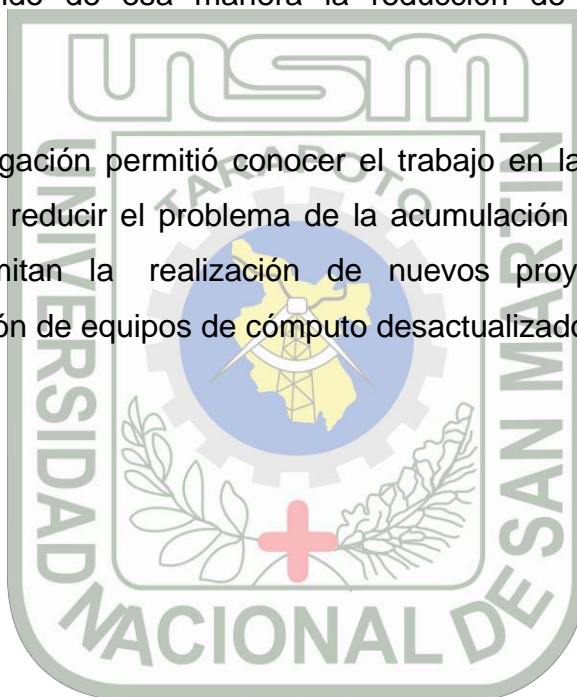 de esa manera la reducción de
unsm
gación permitió conocer el trabajo en la
TARAPOTO
reducir el problema de la acumulación
mitan la realización de nuevos proy
ón de equipos de cómputo desactualizado
UNIVERSIDAD
NACIONAL DE
SAN MARTIN